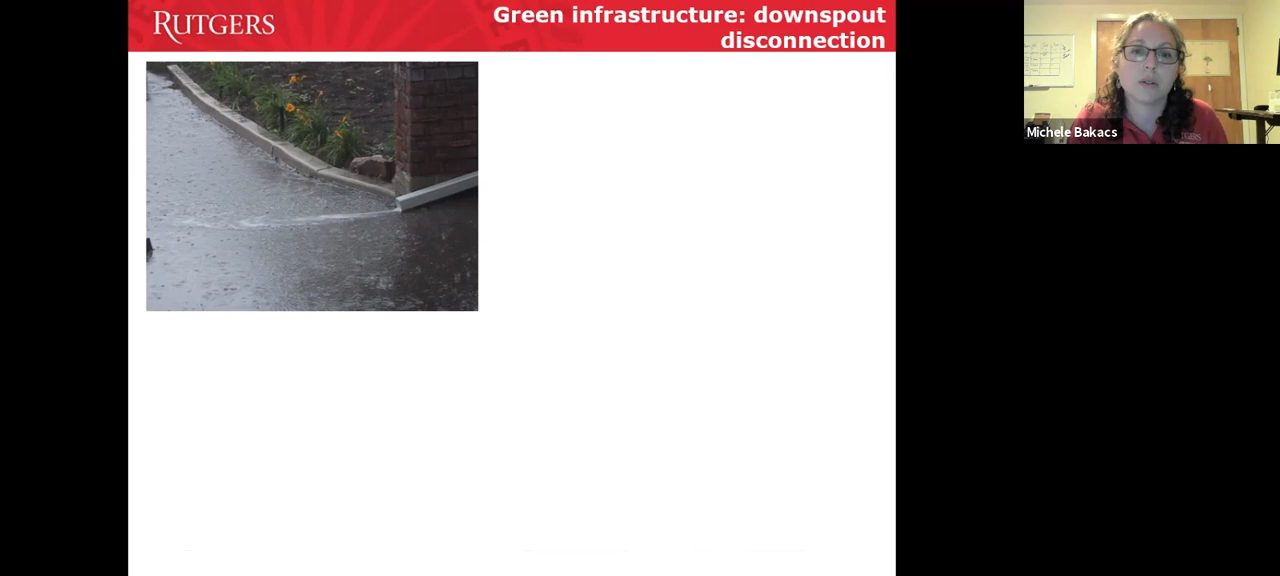 RUTGERS
Green infrastructure: downspout
disconnection
Michele Bakacs